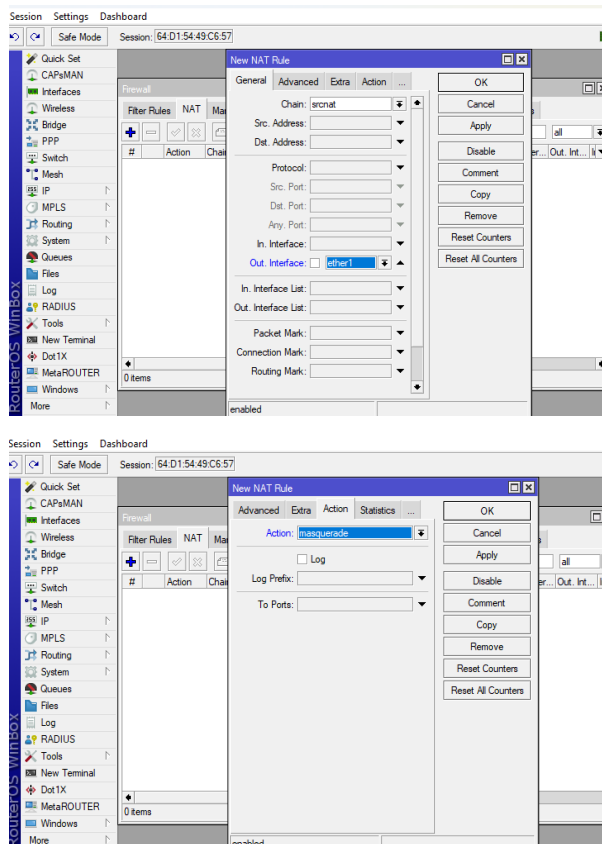 Session Settings Dashboard
Safe Mode Session: 64:D1:54:49:C6:57
Quick Set
CAPsMAN
Interfaces
Wireless
Bridge
PPP
Switch
Mesh
IP
MPLS
Routing
System
Queues
Files
Log
RADIUS
Tools
New Terminal
Dot1X
MetaROUTER
Windows
More
RouterOS WinBox
Firewall
Filter Rules NAT
all
# Action
Out. Int...
0 items
New NAT Rule
General Advanced Extra Action ...
Chain: srcnat
Src. Address:
Dst. Address:
Protocol:
Src. Port:
Dst. Port:
Any. Port:
In. Interface:
Out. Interface: ether1
In. Interface List:
Out. Interface List:
Packet Mark:
Connection Mark:
Routing Mark:
enabled
OK
Cancel
Apply
Disable
Comment
Copy
Remove
Reset Counters
Reset All Counters
Session Settings Dashboard
Safe Mode Session: 64:D1:54:49:C6:57
Quick Set
CAPsMAN
Interfaces
Wireless
Bridge
PPP
Switch
Mesh
IP
MPLS
Routing
System
Queues
Files
Log
RADIUS
Tools
New Terminal
Dot1X
MetaROUTER
Windows
More
RouterOS WinBox
Firewall
Filter Rules NAT
all
# Action
Out. Int...
0 items
New NAT Rule
Advanced Extra Action Statistics ...
Action: masquerade
Log
Log Prefix:
To Ports:
enabled
OK
Cancel
Apply
Disable
Comment
Copy
Remove
Reset Counters
Reset All Counters